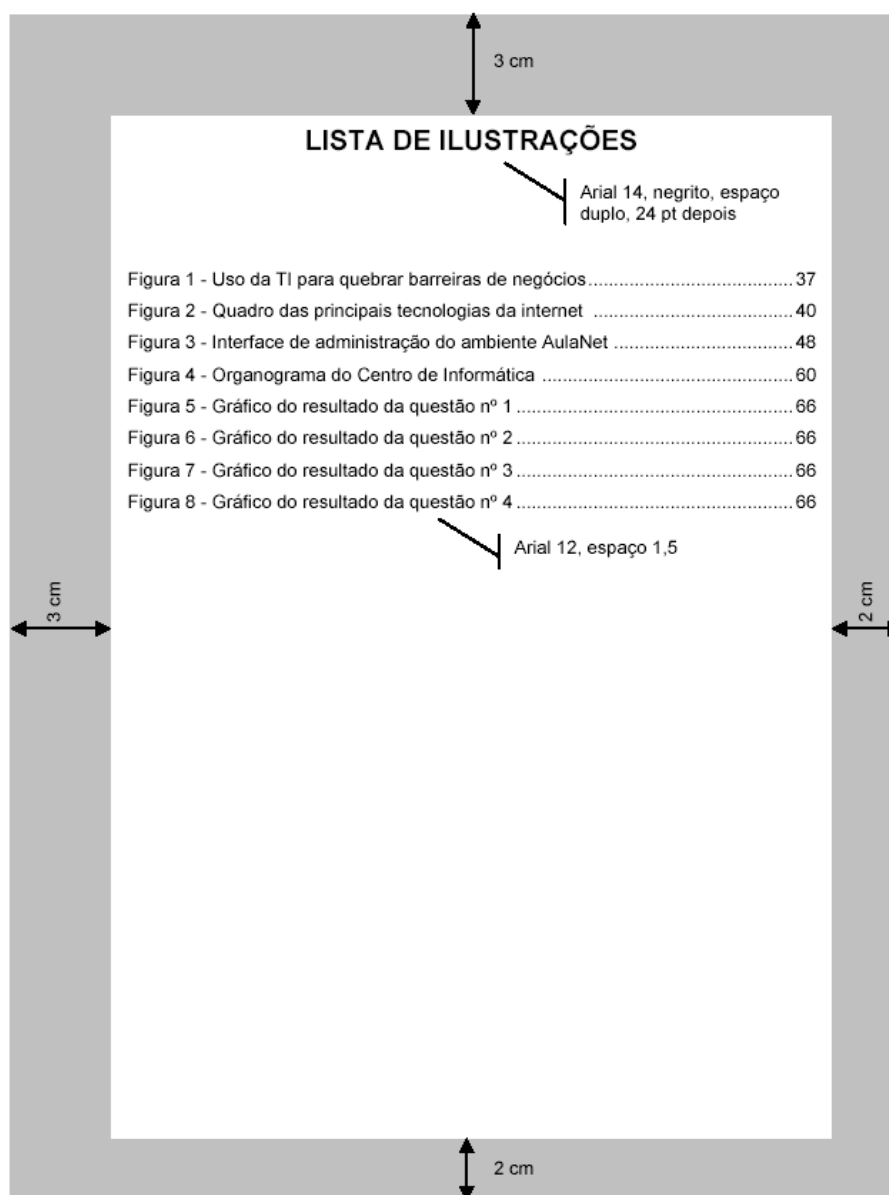 3 cm
LISTA DE ILUSTRAÇÕES
Arial 14, negrito, espaço
duplo, 24 pt depois
Figura 1 - Uso da TI para quebrar barreiras de negócios........................................37
Figura 2 - Quadro das principais tecnologias da internet .......................................40
Figura 3 - Interface de administração do ambiente AulaNet ...................................48
Figura 4 - Organograma do Centro de Informática .................................................60
Figura 5 - Gráfico do resultado da questão nº 1......................................................66
Figura 6 - Gráfico do resultado da questão nº 2......................................................66
Figura 7 - Gráfico do resultado da questão nº 3......................................................66
Figura 8 - Gráfico do resultado da questão nº 4......................................................66
Arial 12, espaço 1,5
3 cm
2 cm
2 cm